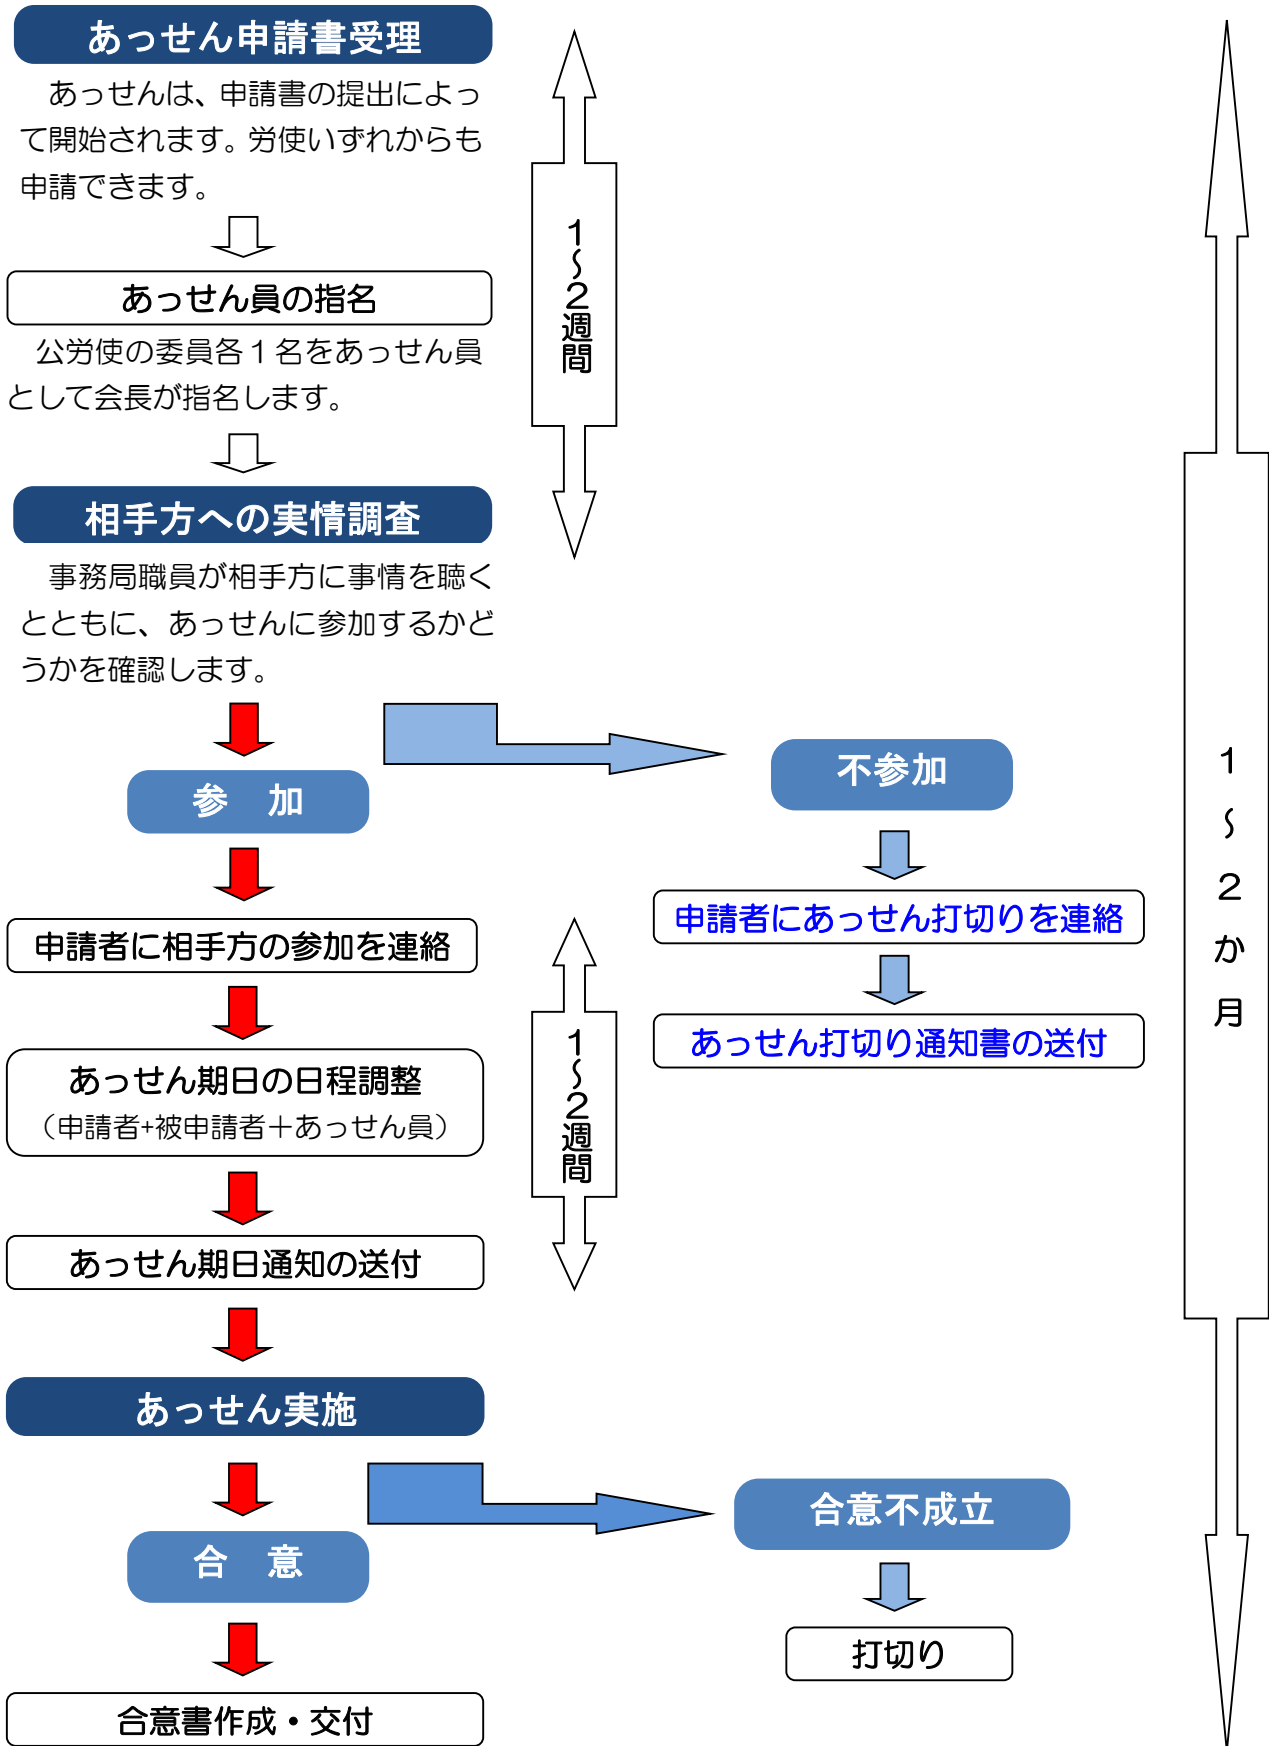 あっせん申請書受理
あっせんは、申請書の提出によっ
て開始されます。労使いずれからも
申請できます。
あっせん員の指名
公労使の委員各1名をあっせん員
として会長が指名します。
1~2週間
相手方への実情調査
事務局職員が相手方に事情を聴く
とともに、あっせんに参加するかど
うかを確認します。
参 加
不参加
申請者にあっせん打切りを連絡
あっせん打切り通知書の送付
申請者に相手方の参加を連絡
あっせん期日の日程調整
(申請者+被申請者+あっせん員)
あっせん期日通知の送付
1~2週間
1~2か月
あっせん実施
合 意
合意不成立
打切り
合意書作成・交付